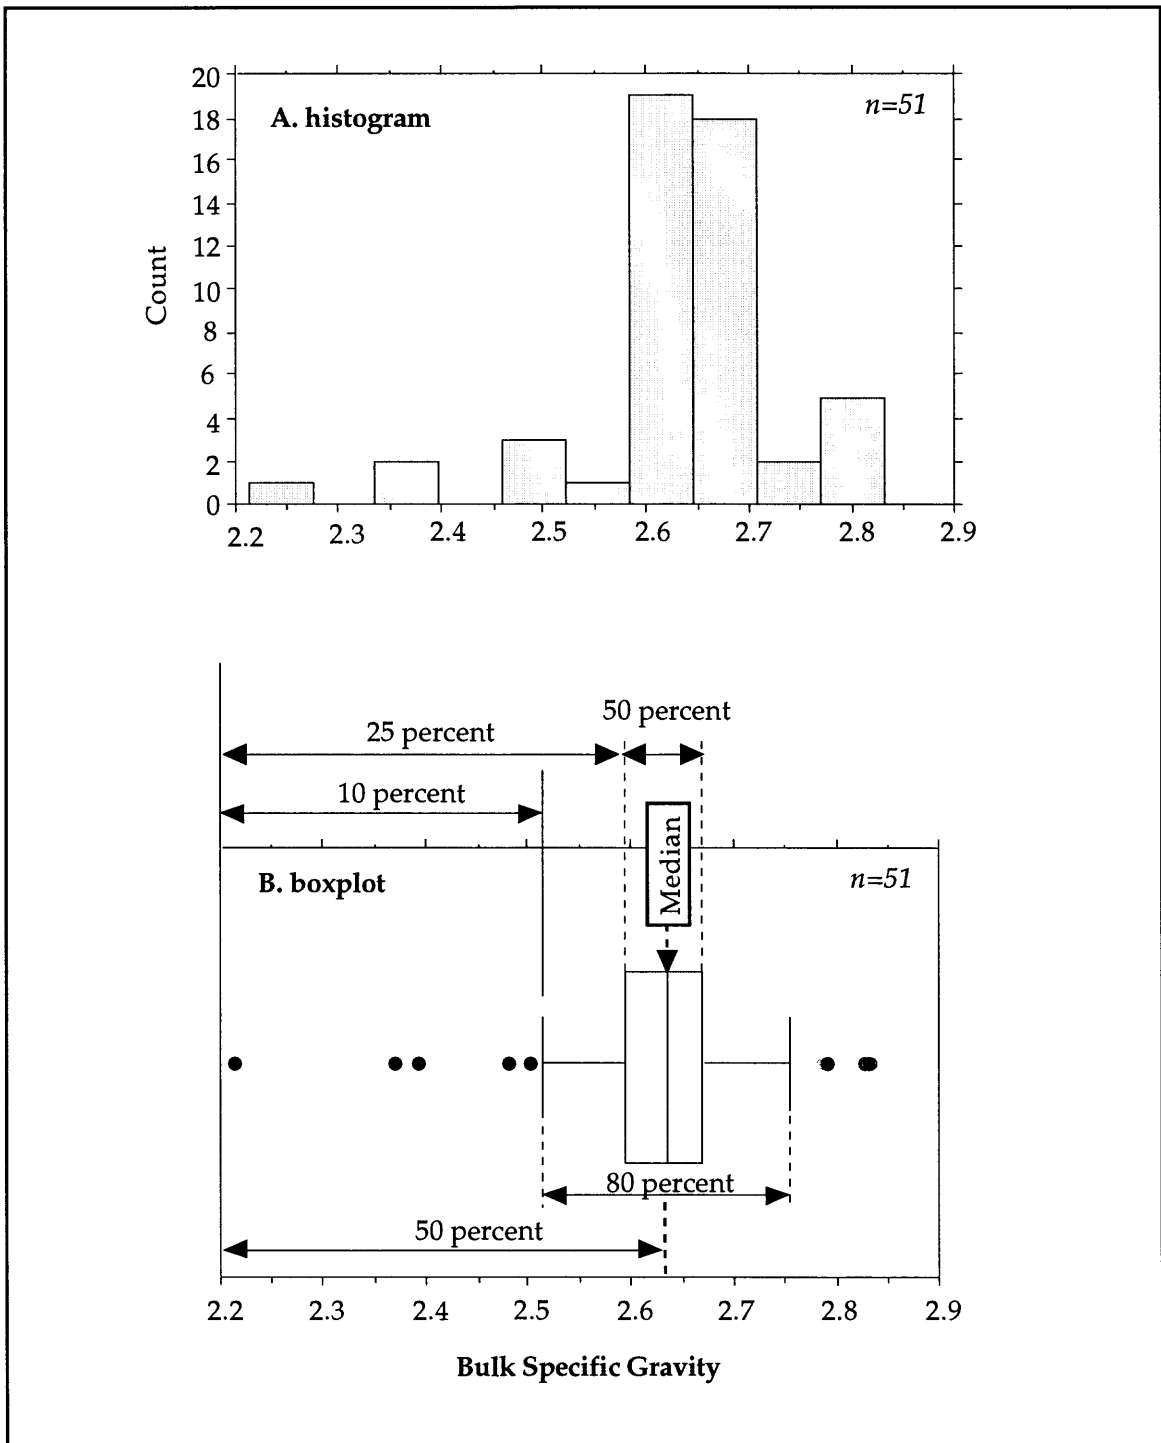 A. histogram
n=51
Count
20
18
16
14
12
10
8
6
4
2
0
2.2 2.3 2.4 2.5 2.6 2.7 2.8 2.9
50 percent
25 percent
10 percent
Median
B. boxplot
n=51
80 percent
50 percent
2.2 2.3 2.4 2.5 2.6 2.7 2.8 2.9
Bulk Specific Gravity